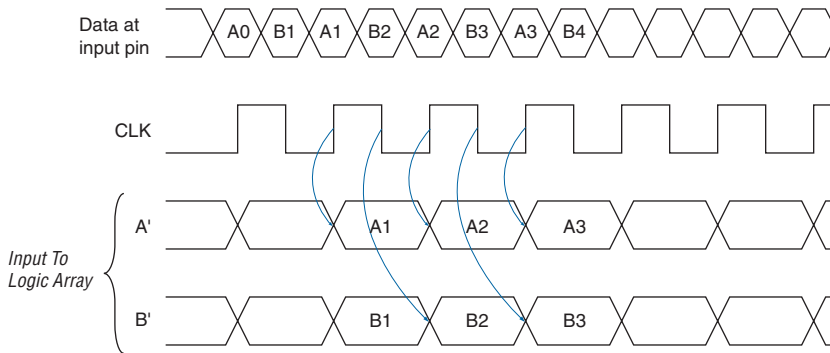 Data at
input pin
A0 B1 A1 B2 A2 B3 A3 B4
CLK
A'
A1 A2 A3
Input To
Logic Array
B'
B1 B2 B3